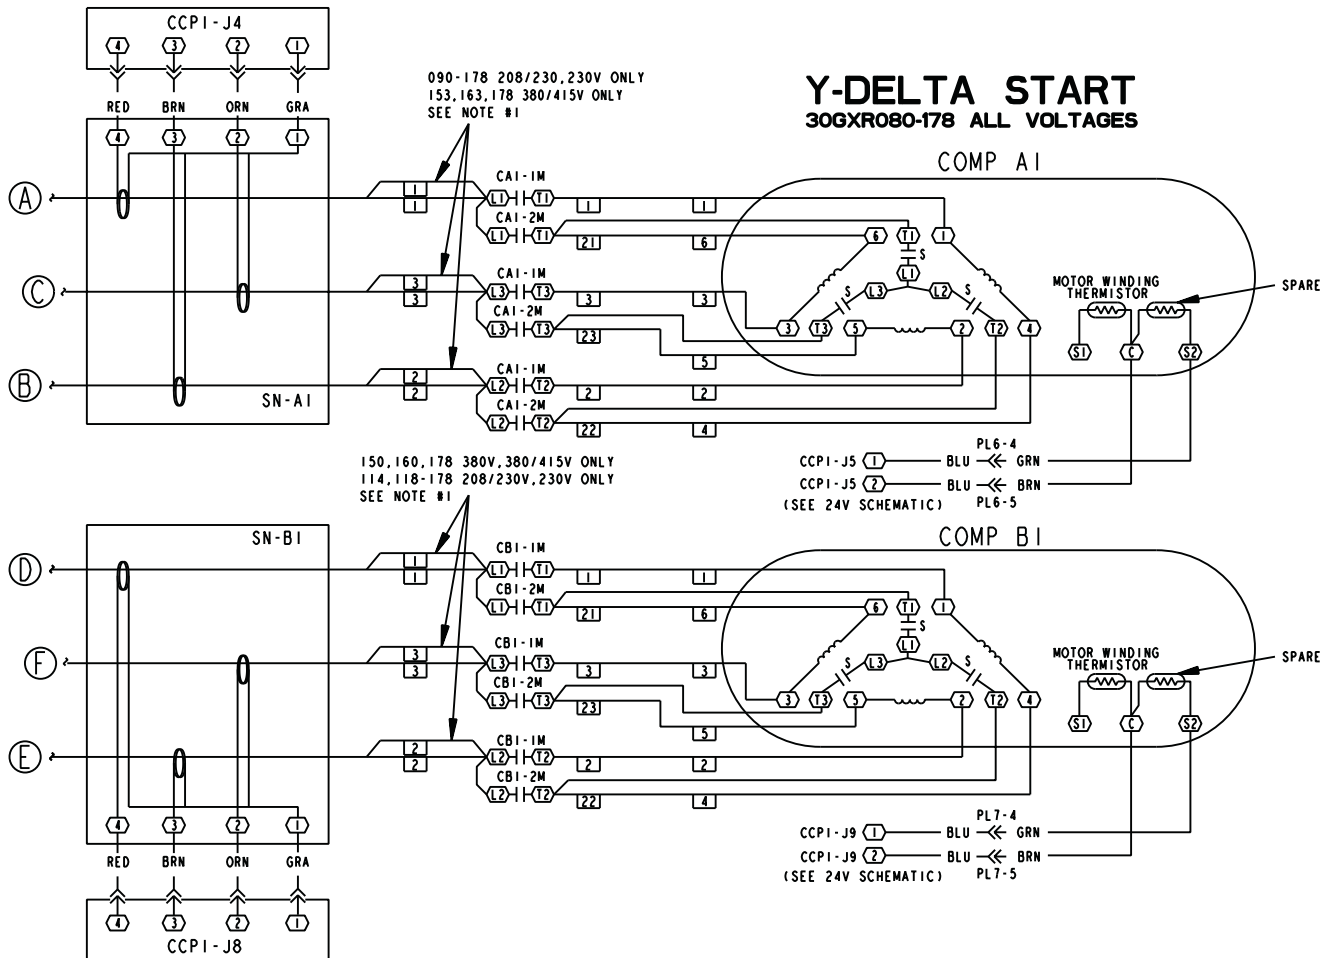 CCP1-J4
4 3 2 1
RED BRN ORN GRA
4 3 2 1
090-178 208/230,230V ONLY
153,163,178 380/415V ONLY
SEE NOTE #1
Y-DELTA START
30GXR080-178 ALL VOLTAGES
COMP A1
A
1
1
CA1-1M
L1 T1 1 1
CA1-2M
L1 T1 21 6
6 T1 1
S
L1
C
3
3
CA1-1M
L3 T3 3 3
CA1-2M
L3 T3 23
5
S L3 L2 S
3 T3 5 2 T2 4
MOTOR WINDING
THERMISTOR
SPARE
S1 C S2
B
2
2
CA1-1M
L2 T2 2 2
CA1-2M
L2 T2 22 4
SN-A1
CCP1-J5 1 BLU PL6-4 GRN
CCP1-J5 2 BLU BRN
(SEE 24V SCHEMATIC) PL6-5
150,160,178 380V,380/415V ONLY
114,118-178 208/230V,230V ONLY
SEE NOTE #1
SN-B1
COMP B1
D
1
1
CB1-1M
L1 T1 1 1
CB1-2M
L1 T1 21 6
6 T1 1
S
L1
F
3
3
CB1-1M
L3 T3 3 3
CB1-2M
L3 T3 23
5
S L3 L2 S
3 T3 5 2 T2 4
MOTOR WINDING
THERMISTOR
SPARE
S1 C S2
E
2
2
CB1-1M
L2 T2 2 2
CB1-2M
L2 T2 22 4
4 3 2 1
RED BRN ORN GRA
4 3 2 1
CCP1-J8
CCP1-J9 1 BLU PL7-4 GRN
CCP1-J9 2 BLU BRN
(SEE 24V SCHEMATIC) PL7-5